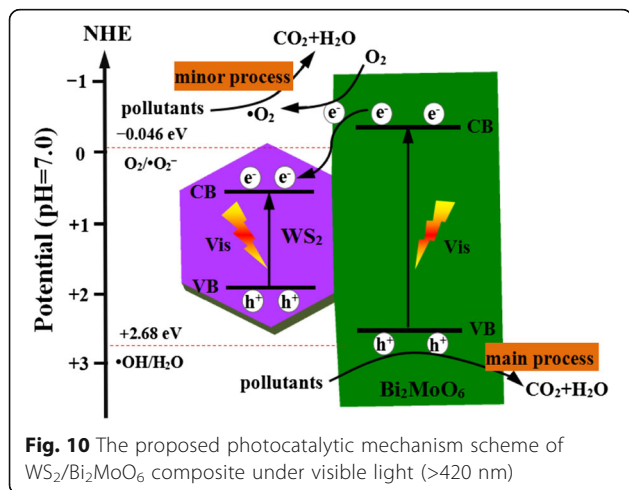 NHE
CO₂+H₂O
minor process
O₂
−1
pollutants
•O₂
e⁻ e⁻ e⁻
CB
−0.046 eV
0
O₂/•O₂⁻
e⁻ e⁻
CB
+1
Vis
WS₂
Vis
VB
+2
h⁺ h⁺
VB
+2.68 eV
h⁺ h⁺
+3
•OH/H₂O
main process
pollutants
Bi₂MoO₆
CO₂+H₂O
Potential (pH=7.0)
Fig. 10 The proposed photocatalytic mechanism scheme of
WS₂/Bi₂MoO₆ composite under visible light (>420 nm)